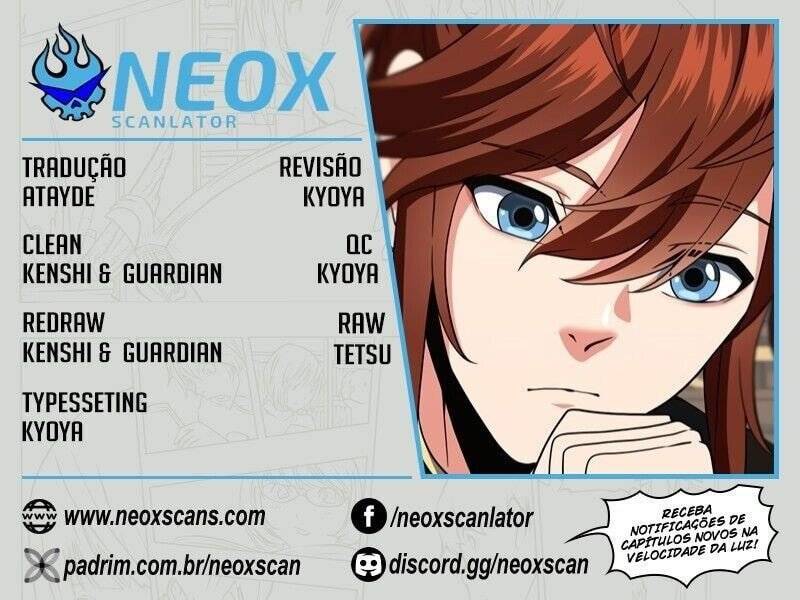 NEOX
SCANLATOR
TRADUÇÃO
ATAYDE
REVISÃO
KYOYA
CLEAN
KENSHI & GUARDIAN
QC
KYOYA
REDRAW
KENSHI & GUARDIAN
RAW
TETSU
TYPESSETING
KYOYA
www
www.neoxscans.com
/neoxscanlator
padrim.com.br/neoxscan
discord.gg/neoxscan
RECEBA
NOTIFICAÇÕES DE
CAPÍTULOS NOVOS NA
VELOCIDADE DA LUZ!